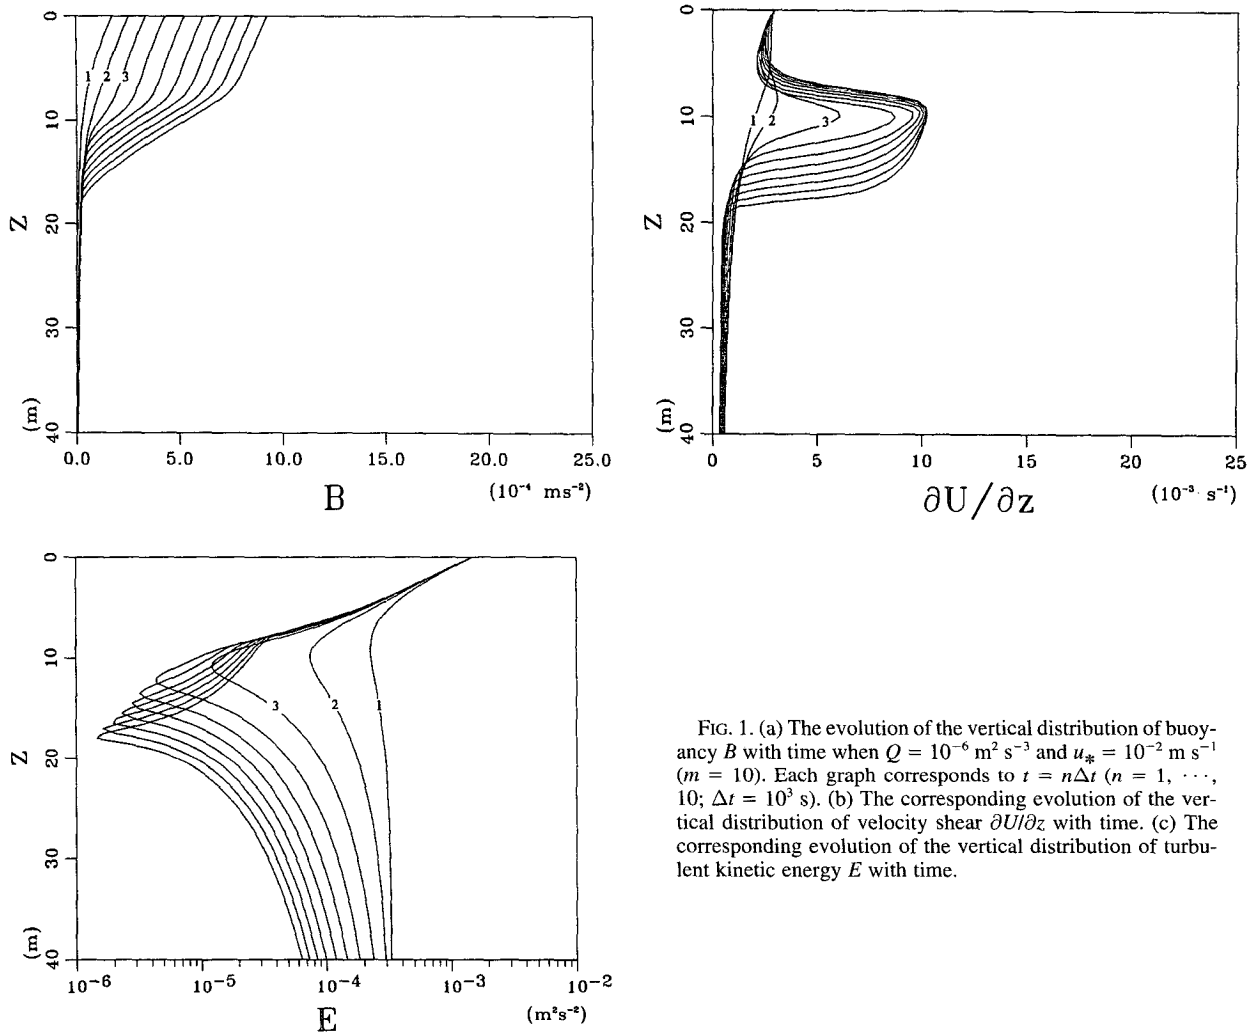 0
10
20
30
40
Z
(m)
1 2 3
0.0 5.0 10.0 15.0 20.0 25.0
B (10⁻⁴ ms⁻²)
0
10
20
30
40
Z
(m)
1 2 3
0 5 10 15 20 25
∂U/∂z (10⁻³ s⁻¹)
0
10
20
30
40
Z
(m)
3 2 1
10⁻⁶ 10⁻⁵ 10⁻⁴ 10⁻³ 10⁻²
E (m²s⁻²)
FIG. 1. (a) The evolution of the vertical distribution of buoy-
ancy B with time when Q = 10⁻⁶ m² s⁻³ and u* = 10⁻² m s⁻¹
(m = 10). Each graph corresponds to t = nΔt (n = 1, ···,
10; Δt = 10³ s). (b) The corresponding evolution of the ver-
tical distribution of velocity shear ∂U/∂z with time. (c) The
corresponding evolution of the vertical distribution of turbu-
lent kinetic energy E with time.